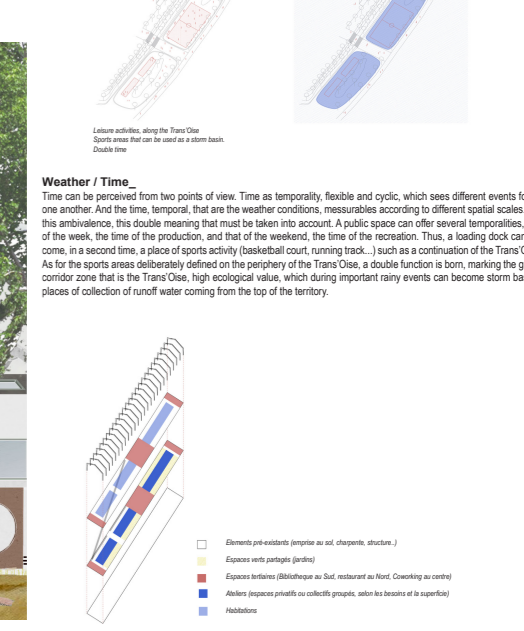 Leisure activities, along the Trans'Oise
Sports areas that can be used as a storm basin.
Double time
Weather / Time_
Time can be perceived from two points of view. Time as temporality, flexible and cyclic, which sees different events fo
one another. And the time, temporal, that are the weather conditions, messurables according to different spatial scales.
this ambivalence, this double meaning that must be taken into account. A public space can offer several temporalities,
of the week, the time of the production, and that of the weekend, the time of the recreation. Thus, a loading dock can
come, in a second time, a place of sports activity (basketball court, running track...) such as a continuation of the Trans'O
As for the sports areas deliberately defined on the periphery of the Trans'Oise, a double function is born, marking the g
corridor zone that is the Trans'Oise, high ecological value, which during important rainy events can become storm ba
places of collection of runoff water coming from the top of the territory.
Elements pré-existants (emprise au sol, charpente, structure..)
Espaces verts partagés (jardins)
Espaces tertiaires (Bibliotheque au Sud, restaurant au Nord, Coworking au centre)
Ateliers (espaces privatifs ou collectifs groupés, selon les besoins et la superficie)
Habitations